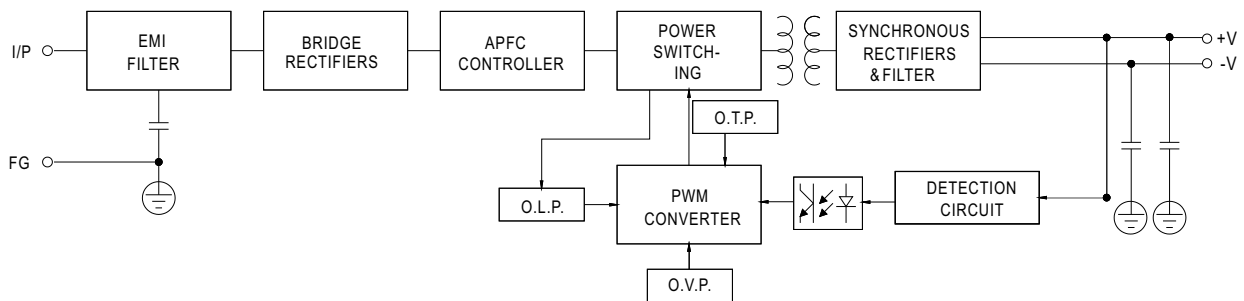 I/P
EMI
FILTER
BRIDGE
RECTIFIERS
APFC
CONTROLLER
POWER
SWITCH-
ING
SYNCHRONOUS
RECTIFIERS
&FILTER
+V
-V
O.T.P.
FG
O.L.P.
PWM
CONVERTER
DETECTION
CIRCUIT
O.V.P.